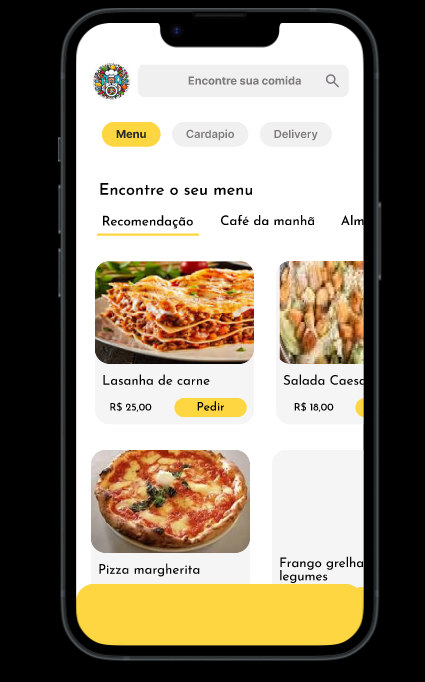 Encontre sua comida
Menu Cardapio Delivery
Encontre o seu menu
Recomendação Café da manhã Alm
Lasanha de carne Salada Caesa
R$ 25,00 Pedir R$ 18,00
Pizza margherita Frango grelha
legumes